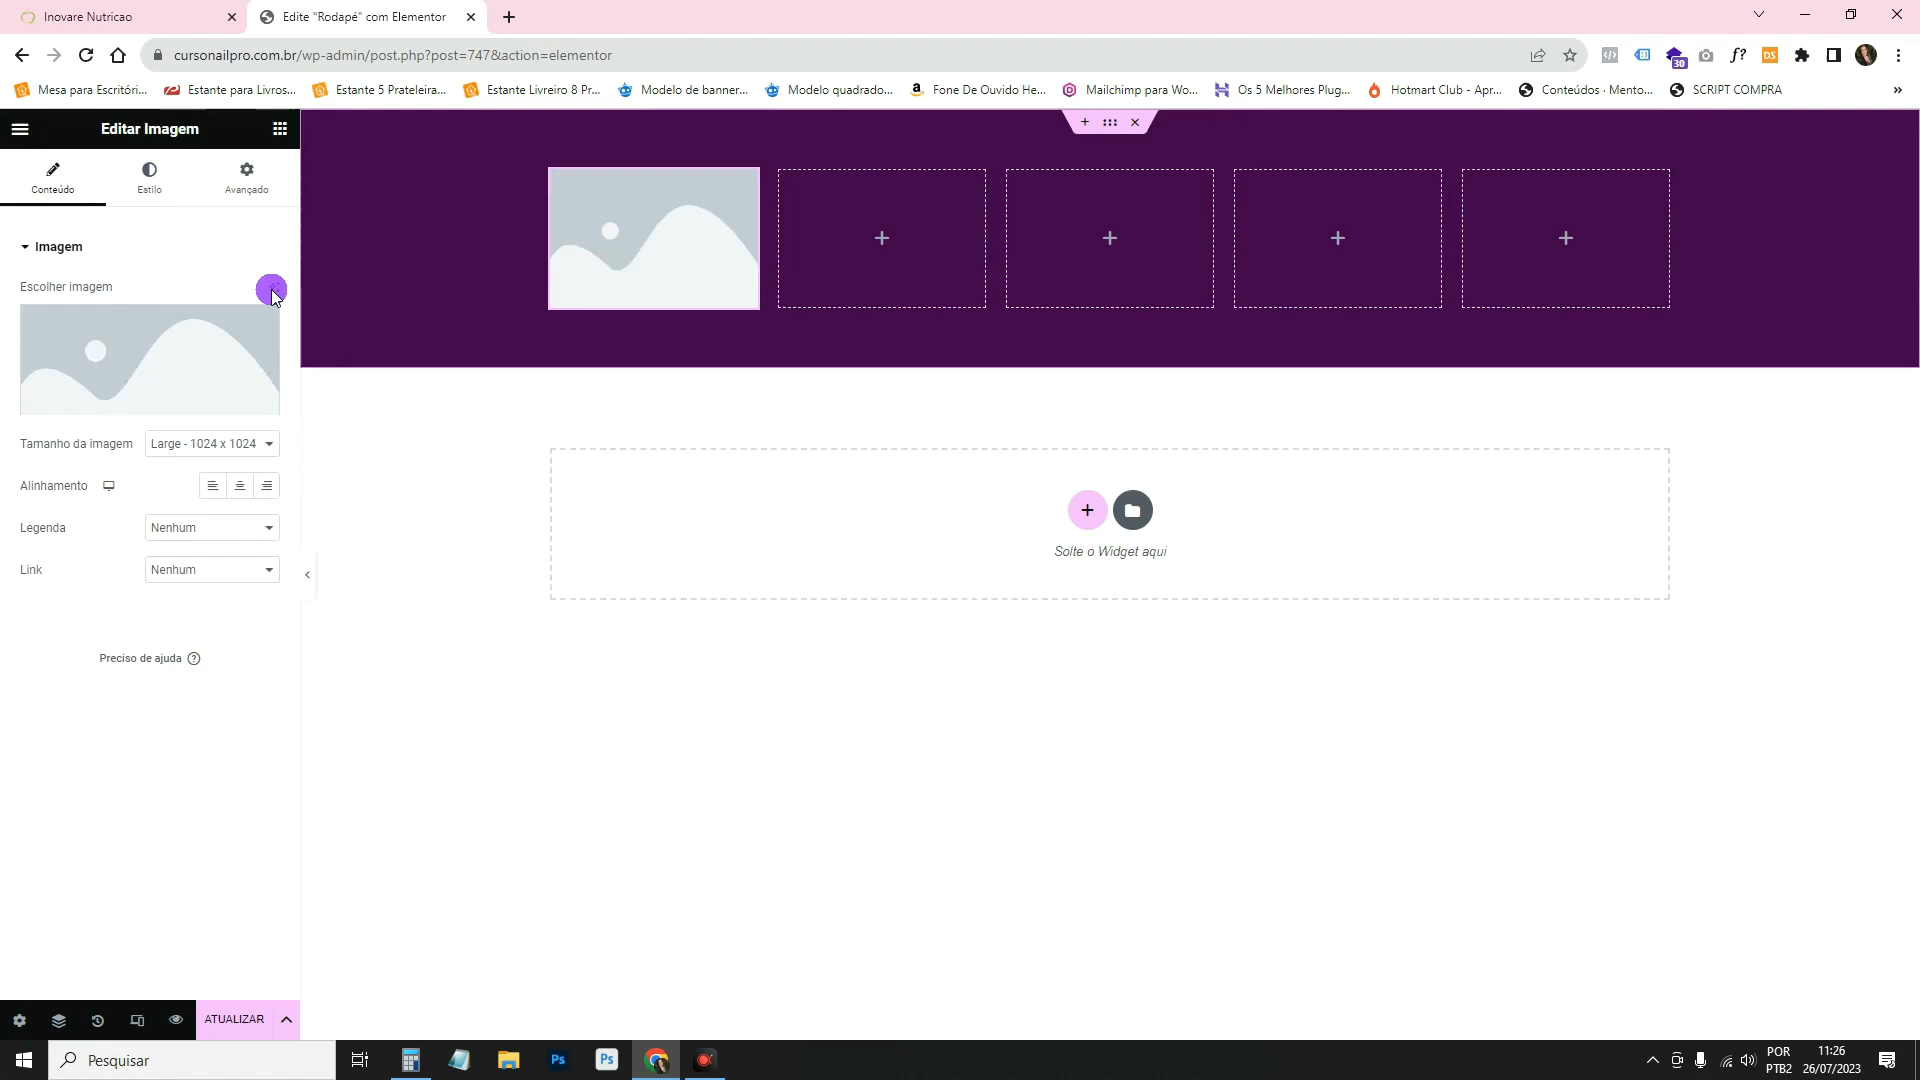 Inovare Nutricao
Edite "Rodapé" com Elementor
cursonailpro.com.br/wp-admin/post.php?post=747&action=elementor
30
f?
DS
Mesa para Escritóri...
Estante para Livros...
Estante 5 Prateleira...
Estante Livreiro 8 Pr...
Modelo de banner...
Modelo quadrado...
Fone De Ouvido He...
Mailchimp para Wo...
Os 5 Melhores Plug...
Hotmart Club - Apr...
Conteúdos · Mento...
SCRIPT COMPRA
Editar Imagem
Conteúdo
Estilo
Avançado
Imagem
Escolher imagem
Tamanho da imagem
Large - 1024 x 1024
Alinhamento
Legenda
Nenhum
Link
Nenhum
Preciso de ajuda
Solte o Widget aqui
ATUALIZAR
Pesquisar
Ps
Ps
POR
PTB2
11:26
26/07/2023